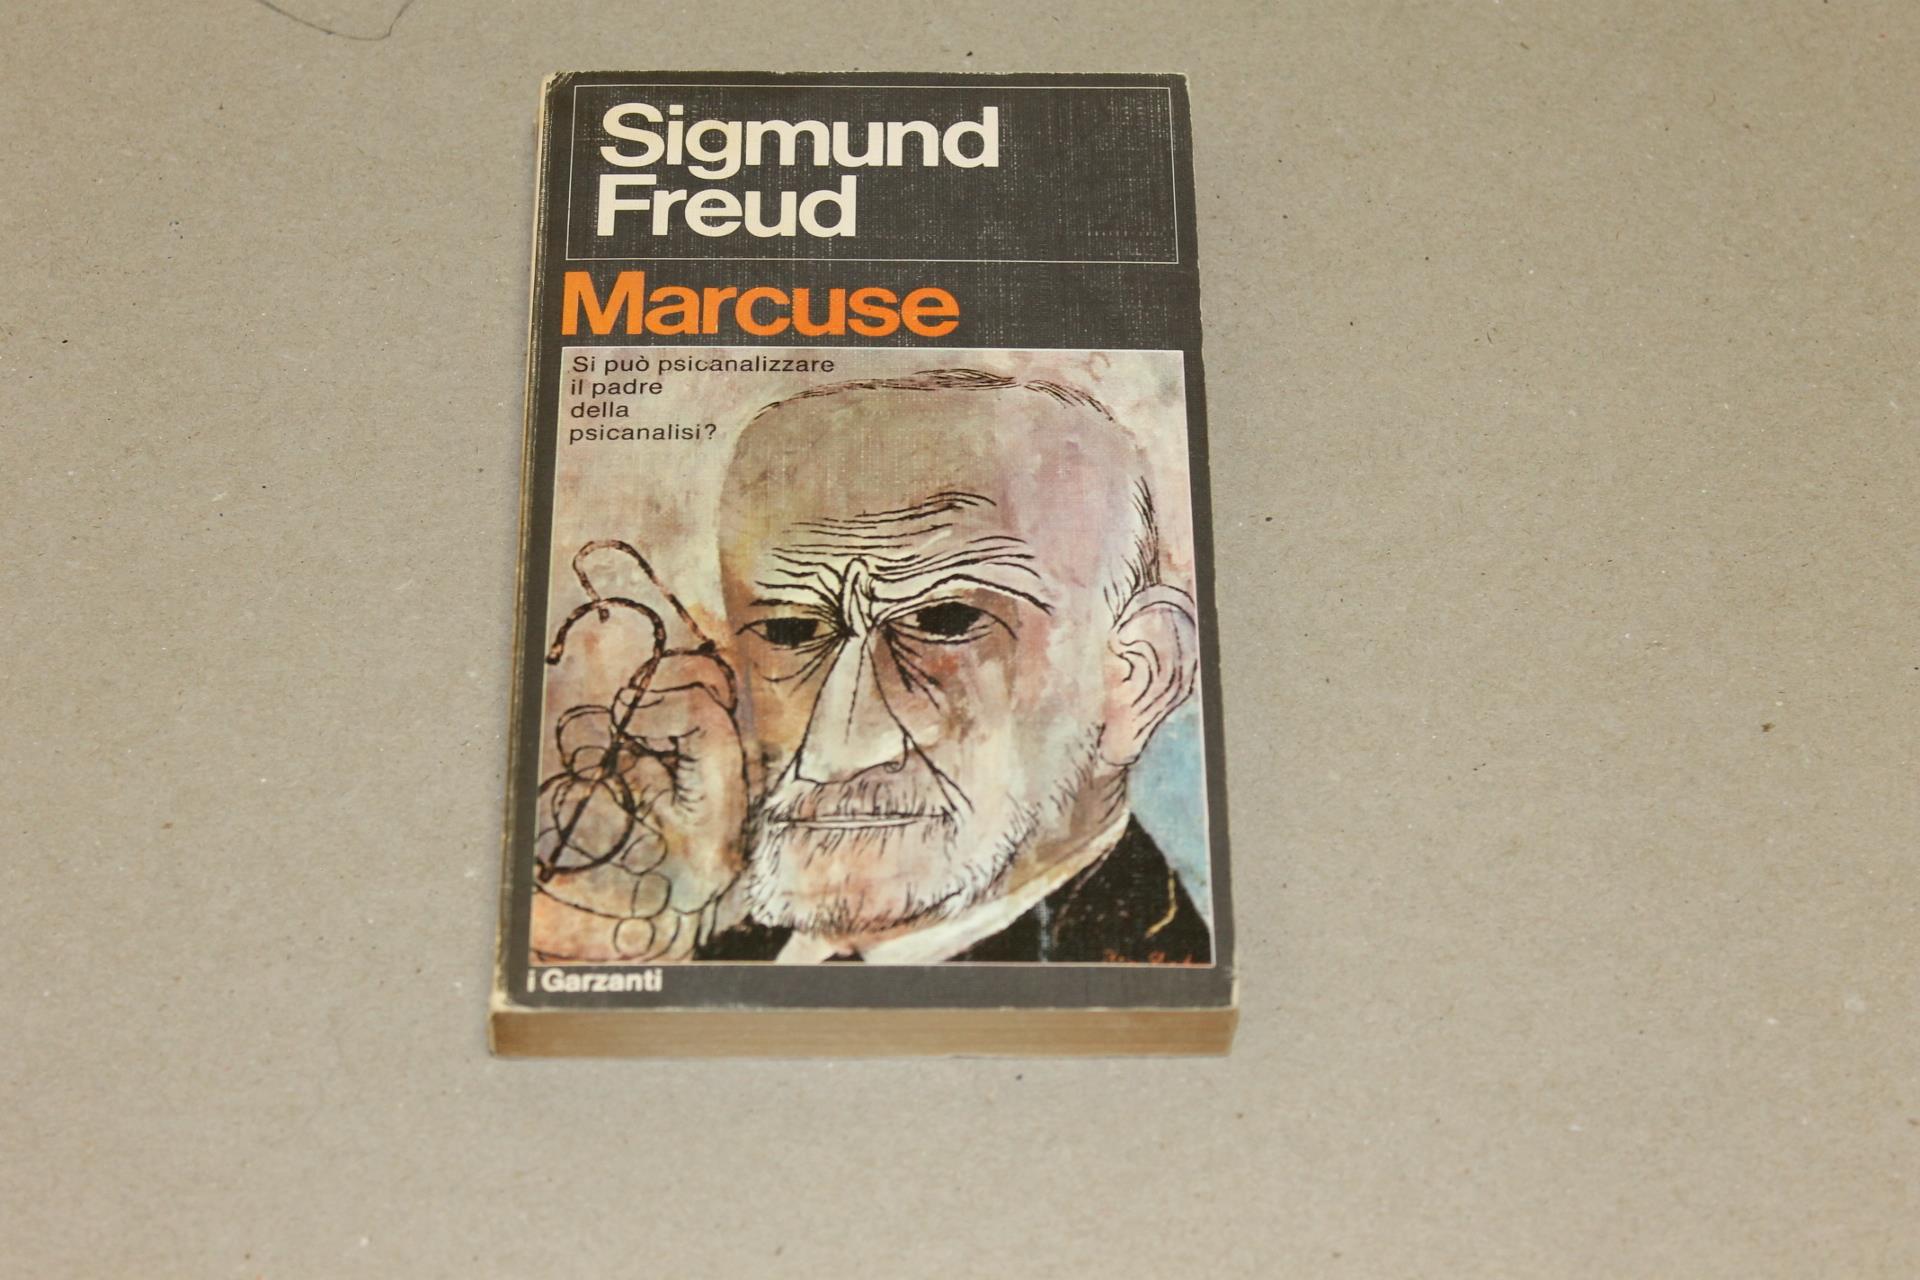 Sigmund
Freud
Marcuse
Si può psicanalizzare
il padre
della
psicanalisi?
i Garzanti